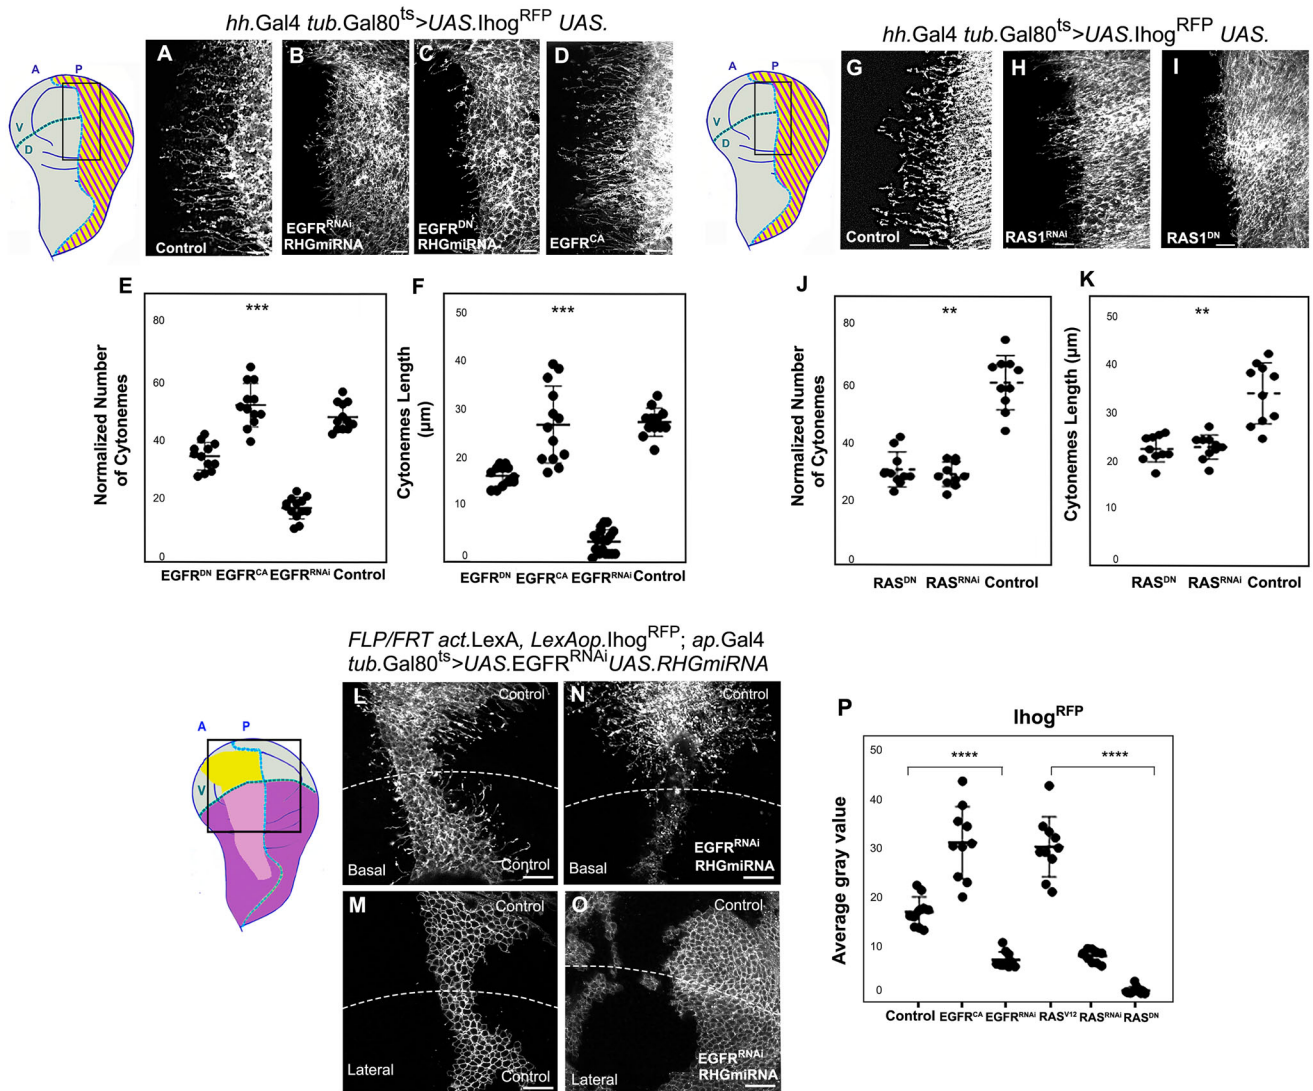 hh.Gal4 tub.Gal80ts>UAS.IhogRFP UAS.
A P
V
D
A
Control
B
EGFRRNAi
RHGmiRNA
C
EGFRDN
RHGmiRNA
D
EGFRCA
hh.Gal4 tub.Gal80ts>UAS.IhogRFP UAS.
A P
V
D
G
Control
H
RAS1RNAi
I
RAS1DN
E
Normalized Number
of Cytonemes
80
60
40
20
0
***
EGFRDN EGFRCA EGFRRNAi Control
F
Cytonemes Length
(µm)
50
40
30
20
10
0
***
EGFRDN EGFRCA EGFRRNAi Control
J
Normalized Number
of Cytonemes
80
60
40
20
0
**
RASDN RASRNAi Control
K
Cytonemes Length (µm)
50
40
30
20
10
0
**
RASDN RASRNAi Control
FLP/FRT act.LexA, LexAop.IhogRFP; ap.Gal4
tub.Gal80ts>UAS.EGFRRNAi UAS.RHGmiRNA
A P
V
L
Control
Basal
Control
N
Control
Basal
EGFRRNAi
RHGmiRNA
M
Control
Lateral
Control
O
Control
Lateral
EGFRRNAi
RHGmiRNA
P
IhogRFP
Average gray value
50
40
30
20
10
0
**** ****
Control EGFRCA EGFRRNAi RASV12 RASRNAi RASDN